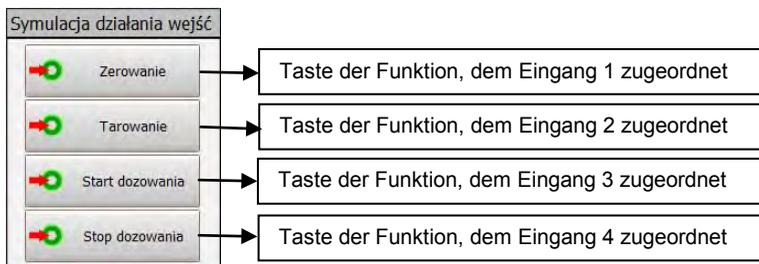 Symulacja działania wejść
Zerowanie
Taste der Funktion, dem Eingang 1 zugeordnet
Tarowanie
Taste der Funktion, dem Eingang 2 zugeordnet
Start dozowania
Taste der Funktion, dem Eingang 3 zugeordnet
Stop dozowania
Taste der Funktion, dem Eingang 4 zugeordnet